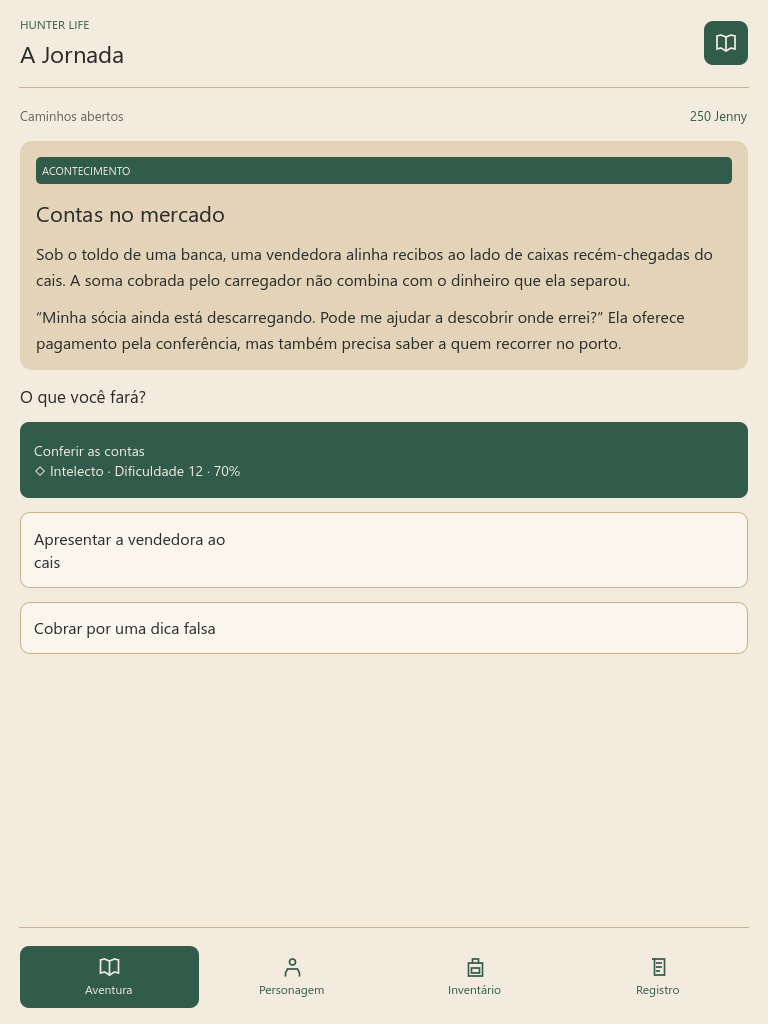 HUNTER LIFE
A Jornada
Caminhos abertos
250 Jenny
ACONTECIMENTO
Contas no mercado
Sob o toldo de uma banca, uma vendedora alinha recibos ao lado de caixas recém-chegadas do
cais. A soma cobrada pelo carregador não combina com o dinheiro que ela separou.
“Minha sócia ainda está descarregando. Pode me ajudar a descobrir onde errei?” Ela oferece
pagamento pela conferência, mas também precisa saber a quem recorrer no porto.
O que você fará?
Conferir as contas
◇ Intelecto · Dificuldade 12 · 70%
Apresentar a vendedora ao
cais
Cobrar por uma dica falsa
Aventura
Personagem
Inventário
Registro